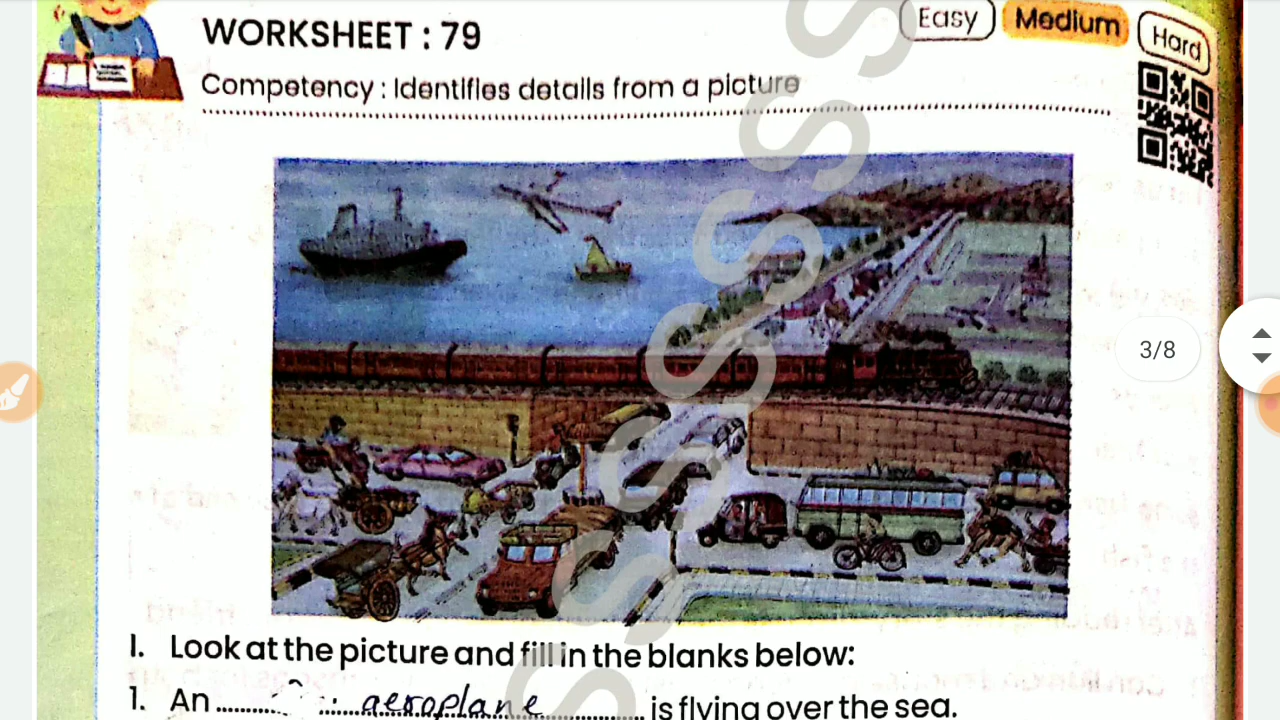 WORKSHEET : 79
Easy
Medium
Hard
Competency : Identifies details from a picture
SSSSS
3/8
I. Look at the picture and fill in the blanks below:
1. An .......... aeroplane .......... is flying over the sea.